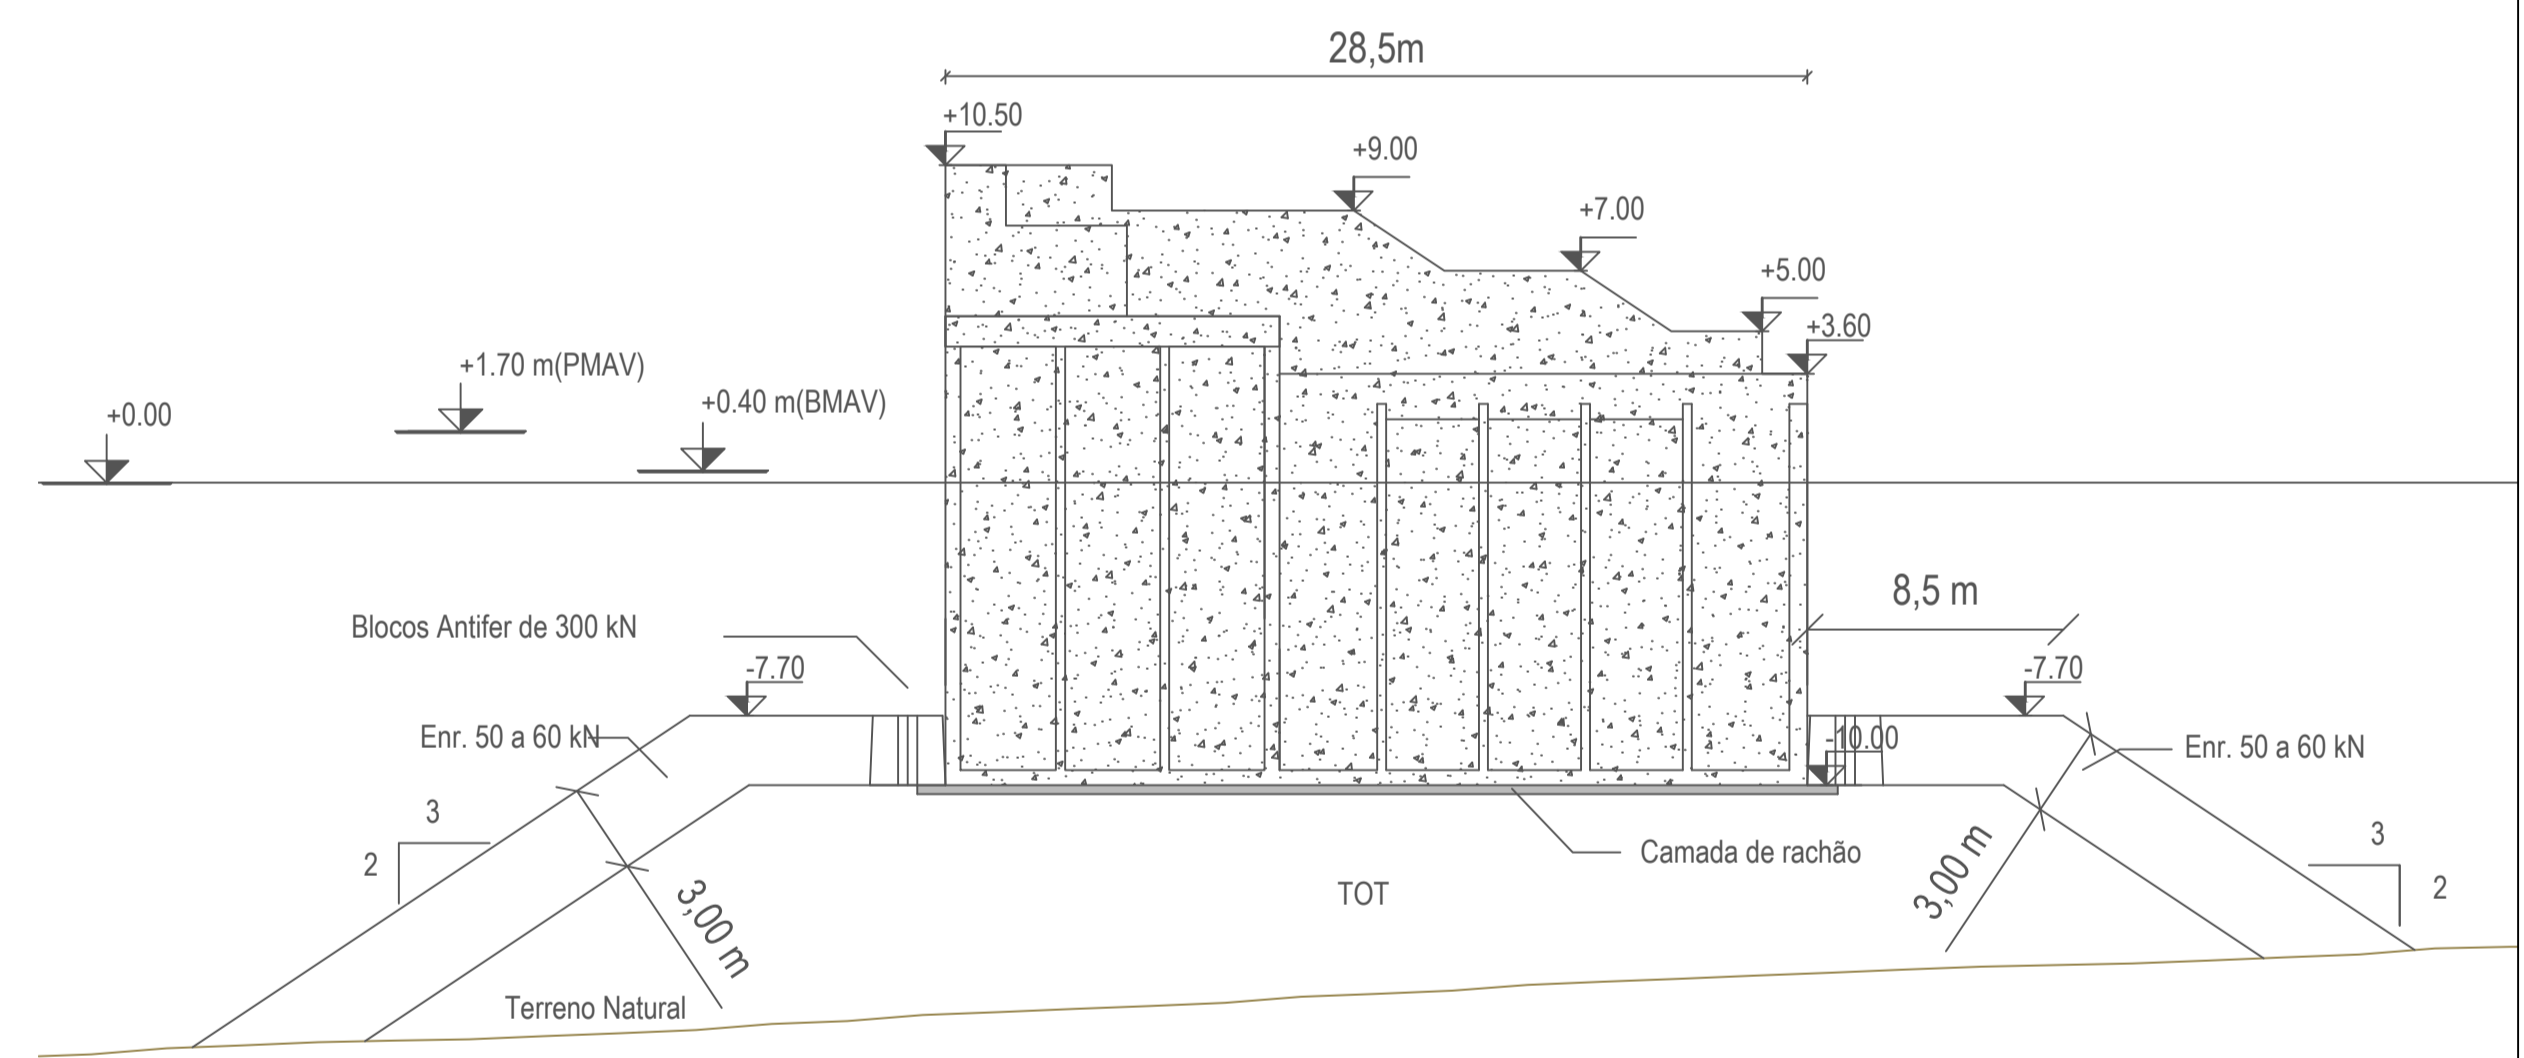 28,5m
+10.50
+9.00
+7.00
+5.00
+3.60
+1.70 m(PMAV)
+0.40 m(BMAV)
+0.00
8,5 m
Blocos Antifer de 300 kN
-7.70
-7.70
Enr. 50 a 60 kN
-10.00
Enr. 50 a 60 kN
3
2
3
2
Camada de rachão
TOT
3,00 m
3,00 m
Terreno Natural